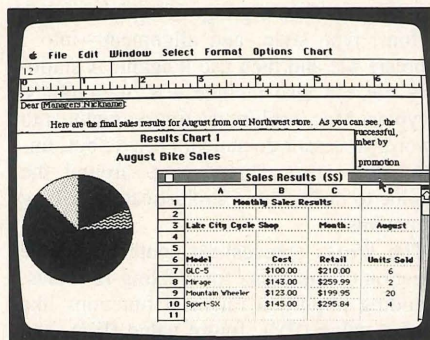 File Edit Window Select Format Options Chart
12
0 1 2 3 4 5 6
Dear Managers Nickname
Here are the final sales results for August from our Northwest store. As you can see, the
successful,
mber by
promotion
Results Chart 1
August Bike Sales
Sales Results (SS)
A B C D
1 Monthly Sales Results
2
3 Lake City Cycle Shop Month: August
4
5
6 Model Cost Retail Units Sold
7 GLC-5 $100.00 $210.00 6
8 Mirage $143.00 $259.99 2
9 Mountain Wheeler $123.00 $199.95 20
10 Sport-SX $145.00 $295.84 4
11